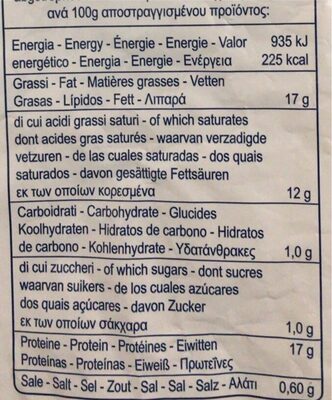 ανά 100g αποστραγγισμένου προϊόντος:
Energia - Energy - Énergie - Energie - Valor 935 kJ
energético - Energia - Energie - Ενέργεια 225 kcal
Grassi - Fat - Matières grasses - Vetten
Grasas - Lípidos - Fett - Λιπαρά 17 g
di cui acidi grassi saturi - of which saturates
dont acides gras saturés - waarvan verzadigde
vetzuren - de las cuales saturadas - dos quais
saturados - davon gesättigte Fettsäuren
εκ των οποίων κορεσμένα 12 g
Carboidrati - Carbohydrate - Glucides
Koolhydraten - Hidratos de carbono - Hidratos
de carbono - Kohlenhydrate - Υδατάνθρακες 1,0 g
di cui zuccheri - of which sugars - dont sucres
waarvan suikers - de los cuales azúcares
dos quais açúcares - davon Zucker
εκ των οποίων σάκχαρα 1,0 g
Proteine - Protein - Protéines - Eiwitten 17 g
Proteínas - Proteínas - Eiweiß - Πρωτεΐνες
Sale - Salt - Sel - Zout - Sal - Sal - Salz - Αλάτι 0,60 g